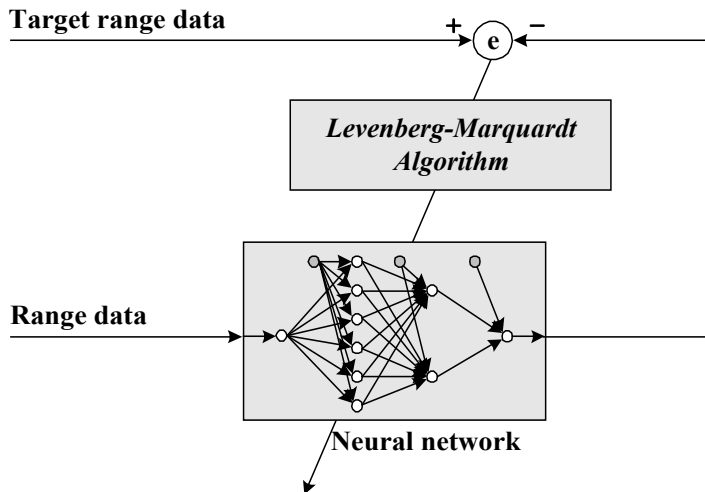 Target range data
+
e
−
Levenberg-Marquardt
Algorithm
Range data
Neural network